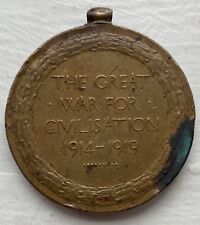 THE GREAT
· WAR FOR ·
CIVILISATION
1914-1919